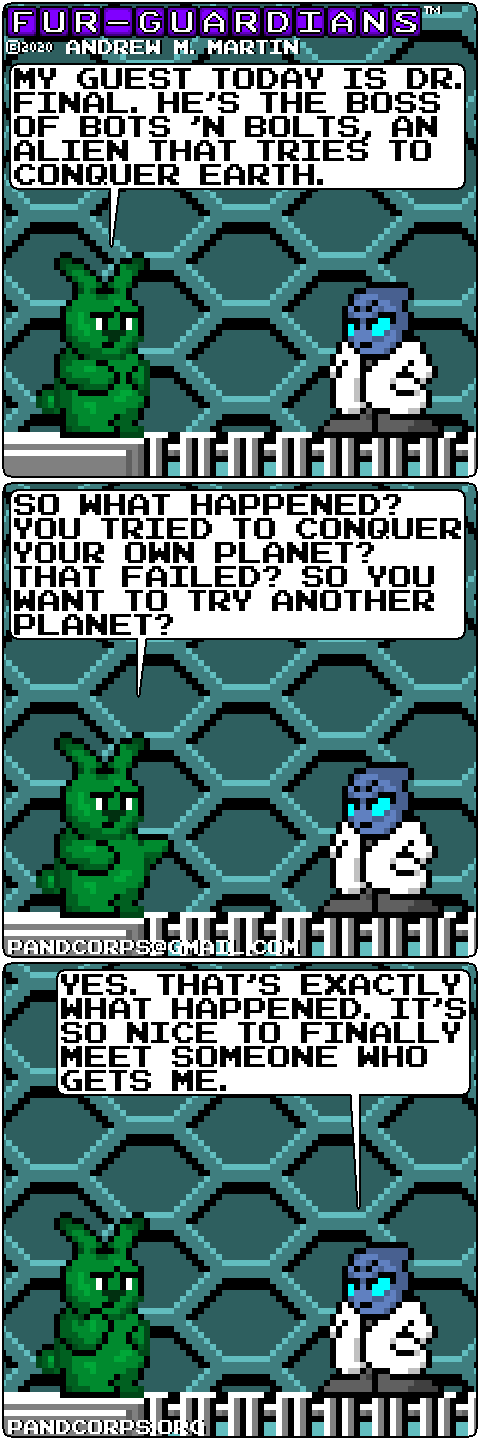 FUR-GUARDIANS™
©2020 ANDREW M. MARTIN
MY GUEST TODAY IS DR.
FINAL. HE'S THE BOSS
OF BOTS 'N BOLTS, AN
ALIEN THAT TRIES TO
CONQUER EARTH.
SO WHAT HAPPENED?
YOU TRIED TO CONQUER
YOUR OWN PLANET?
THAT FAILED? SO YOU
WANT TO TRY ANOTHER
PLANET?
PANDCORPS@GMAIL.COM
YES. THAT'S EXACTLY
WHAT HAPPENED. IT'S
SO NICE TO FINALLY
MEET SOMEONE WHO
GETS ME.
PANDCORPS.ORG